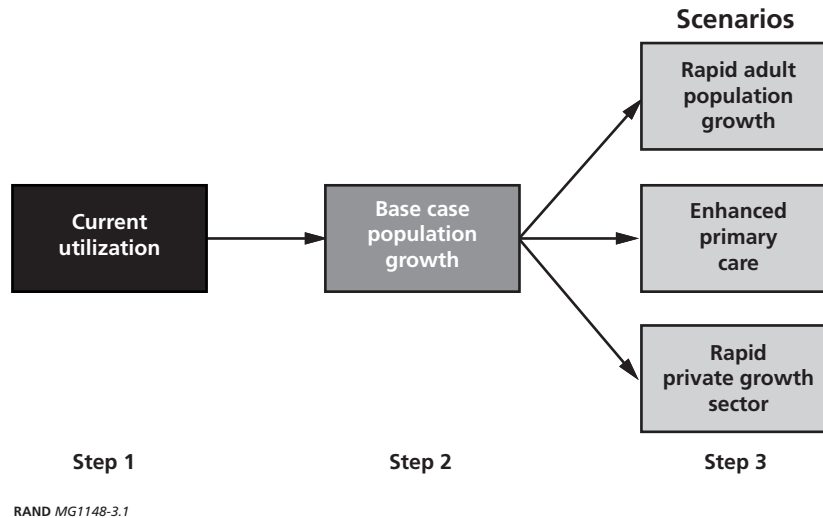 Scenarios
Rapid adult
population
growth
Current
utilization
Base case
population
growth
Enhanced
primary
care
Rapid
private growth
sector
Step 1
Step 2
Step 3
RAND MG1148-3.1